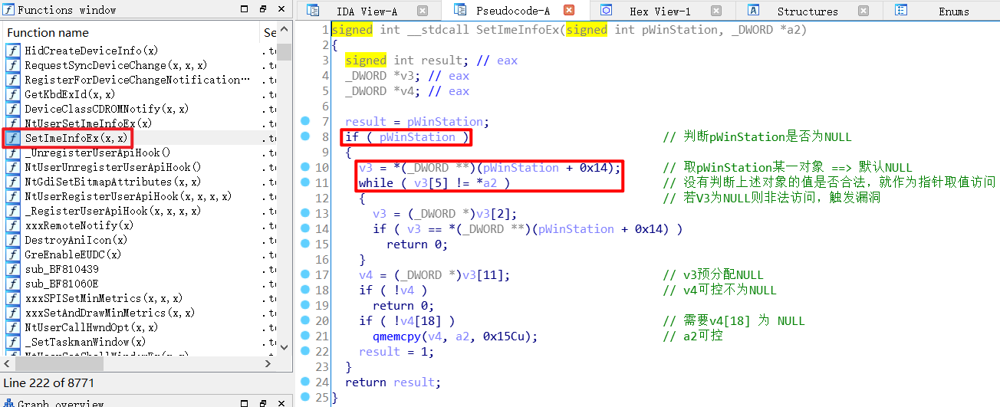 Functions window
Function name
Se
HidCreateDeviceInfo(x)
.t
RequestSyncDeviceChange(x,x,x)
.t
RegisterForDeviceChangeNotification…
.t
GetKbdExId(x,x)
.t
DeviceClassCDROMNotify(x,x)
.t
NtUserSetImeInfoEx(x)
.t
SetImeInfoEx(x,x)
.t
_UnregisterUserApiHook()
.t
NtUserUnregisterUserApiHook()
.t
NtGdiSetBitmapAttributes(x,x)
.t
NtUserRegisterUserApiHook(x,x,x,x)
.t
_RegisterUserApiHook(x,x,x,x)
.t
xxxRemoteNotify(x)
.t
DestroyAniIcon(x)
.t
GreEnableEUDC(x)
.t
sub_BF810439
.t
sub_BF81060E
.t
xxxSPISetMinMetrics(x,x,x)
.t
xxxSetAndDrawMinMetrics(x,x)
.t
NtUserCallHwndOpt(x,x)
.t
_SetTaskmanWindow(x)
.t
Line 222 of 8771
Graph overview
IDA View-A
Pseudocode-A
Hex View-1
Structures
Enums
1 signed int __stdcall SetImeInfoEx(signed int pWinStation, _DWORD *a2)
2 {
3 signed int result; // eax
4 _DWORD *v3; // eax
5 _DWORD *v4; // eax
6
7 result = pWinStation;
8 if ( pWinStation ) // 判断pWinStation是否为NULL
9 {
10 v3 = *(_DWORD **)(pWinStation + 0x14); // 取pWinStation某一对象 ==> 默认NULL
11 while ( v3[5] != *a2 ) // 没有判断上述对象的值是否合法，就作为指针取值访问
12 { // 若V3为NULL则非法访问，触发漏洞
13 v3 = (_DWORD *)v3[2];
14 if ( v3 == *(_DWORD **)(pWinStation + 0x14) )
15 return 0;
16 }
17 v4 = (_DWORD *)v3[11]; // v3预分配NULL
18 if ( !v4 ) // v4可控不为NULL
19 return 0;
20 if ( !v4[18] ) // 需要v4[18] 为 NULL
21 qmemcpy(v4, a2, 0x15Cu); // a2可控
22 result = 1;
23 }
24 return result;
25 }